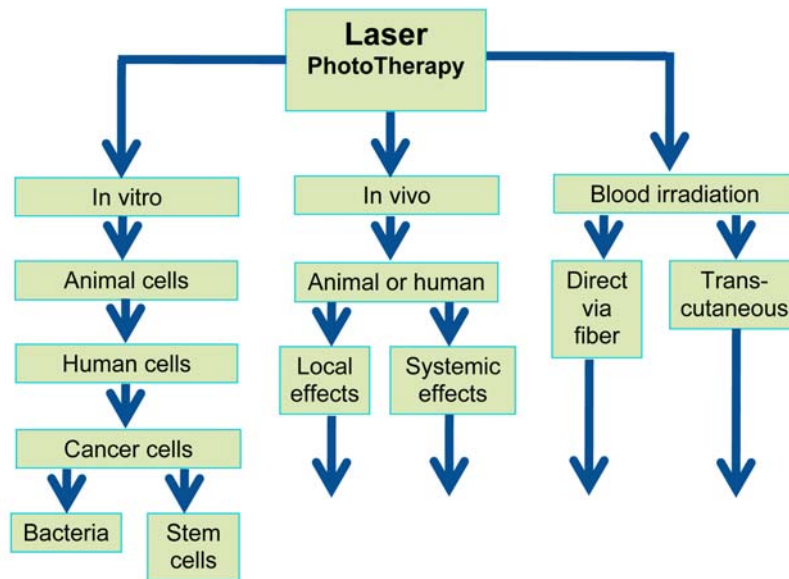 Laser
PhotoTherapy
In vitro
In vivo
Blood irradiation
Animal cells
Animal or human
Direct
via
fiber
Trans-
cutaneous
Human cells
Local
effects
Systemic
effects
Cancer cells
Bacteria
Stem
cells